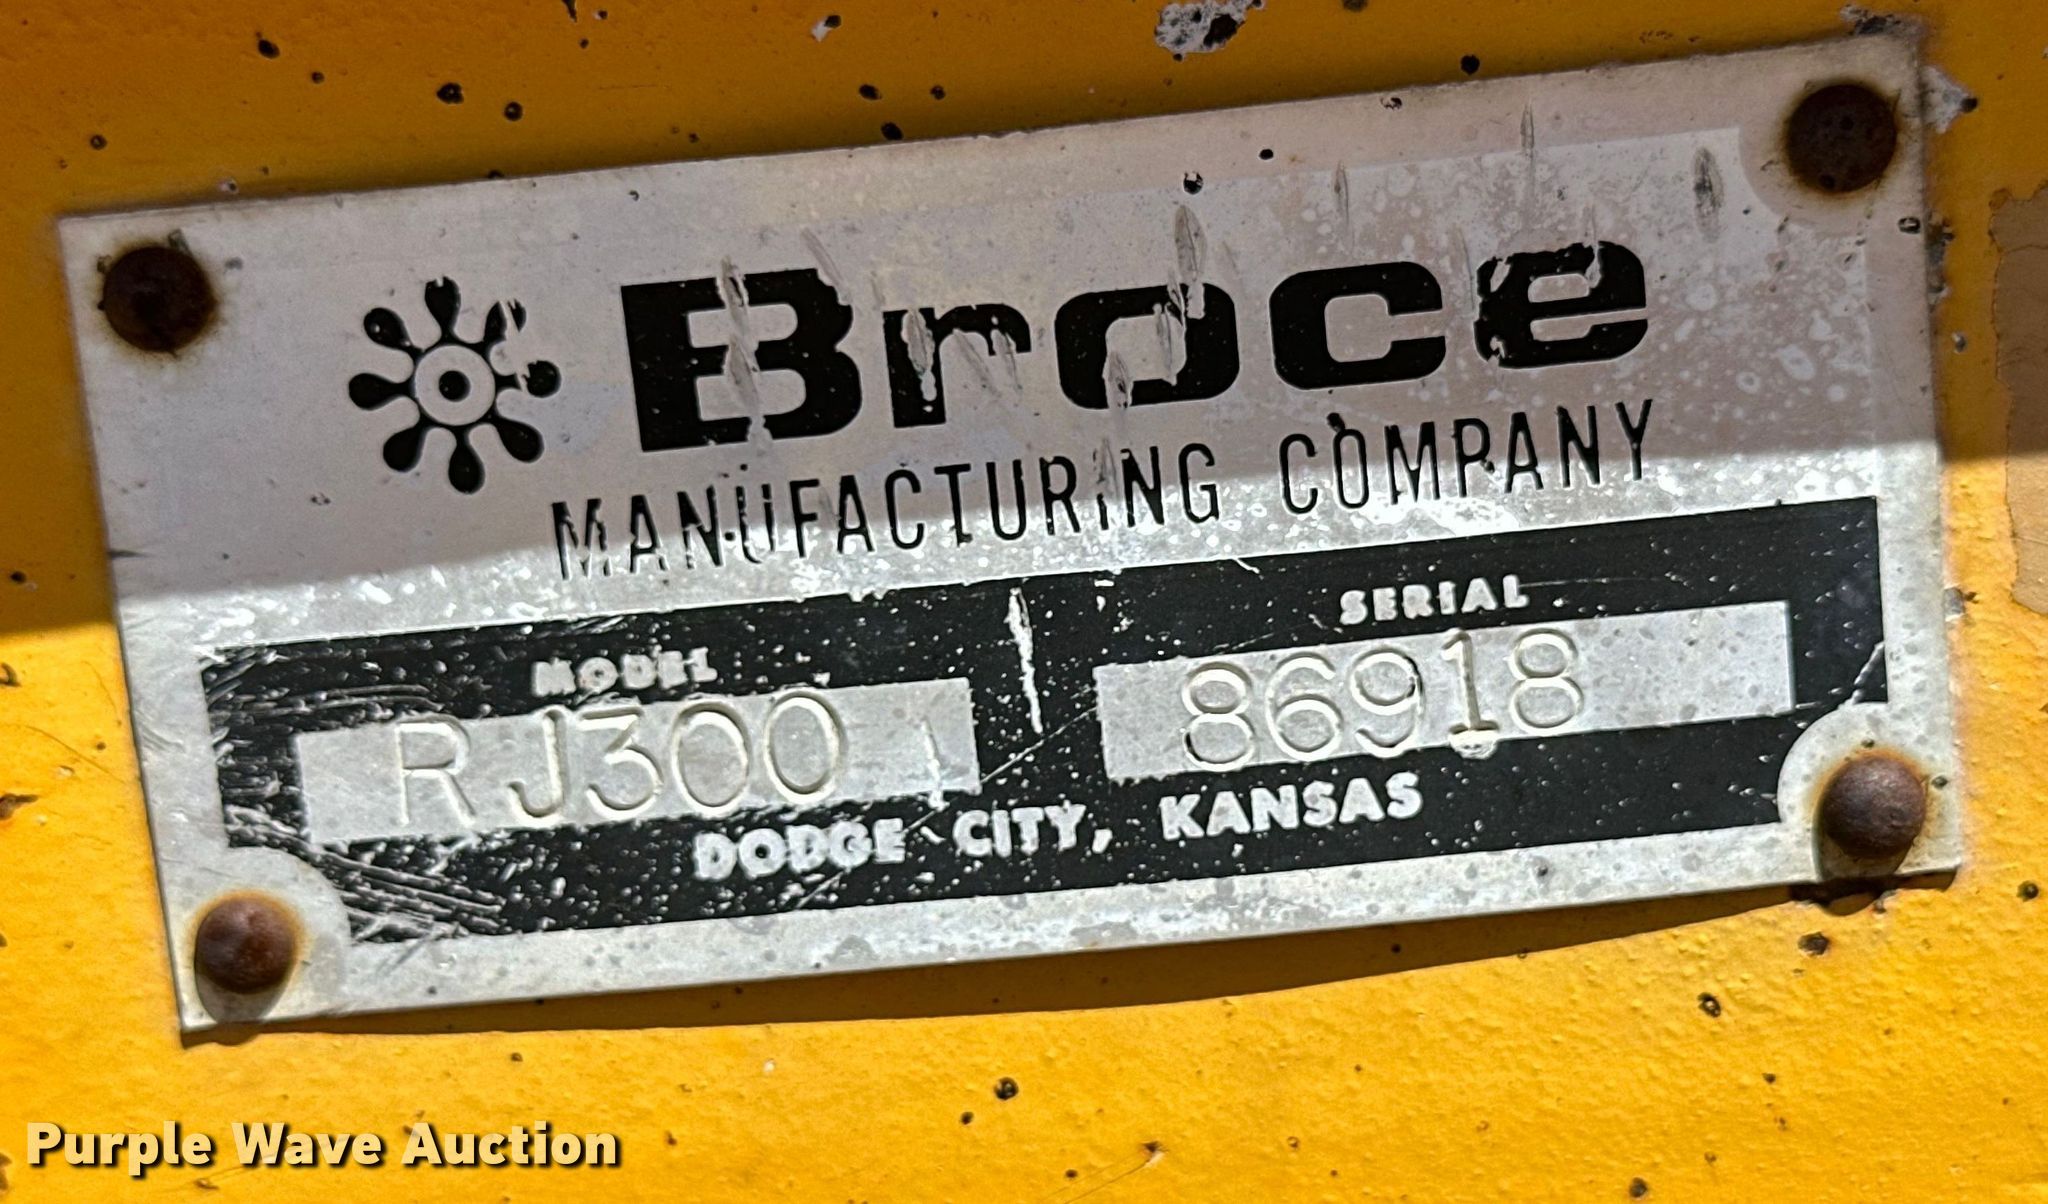 Broce
MANUFACTURING COMPANY
MODEL SERIAL
RJ300 86918
DODGE CITY, KANSAS
Purple Wave Auction